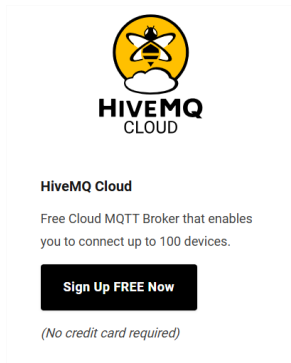 HIVEMQ
CLOUD
HiveMQ Cloud
Free Cloud MQTT Broker that enables
you to connect up to 100 devices.
Sign Up FREE Now
(No credit card required)